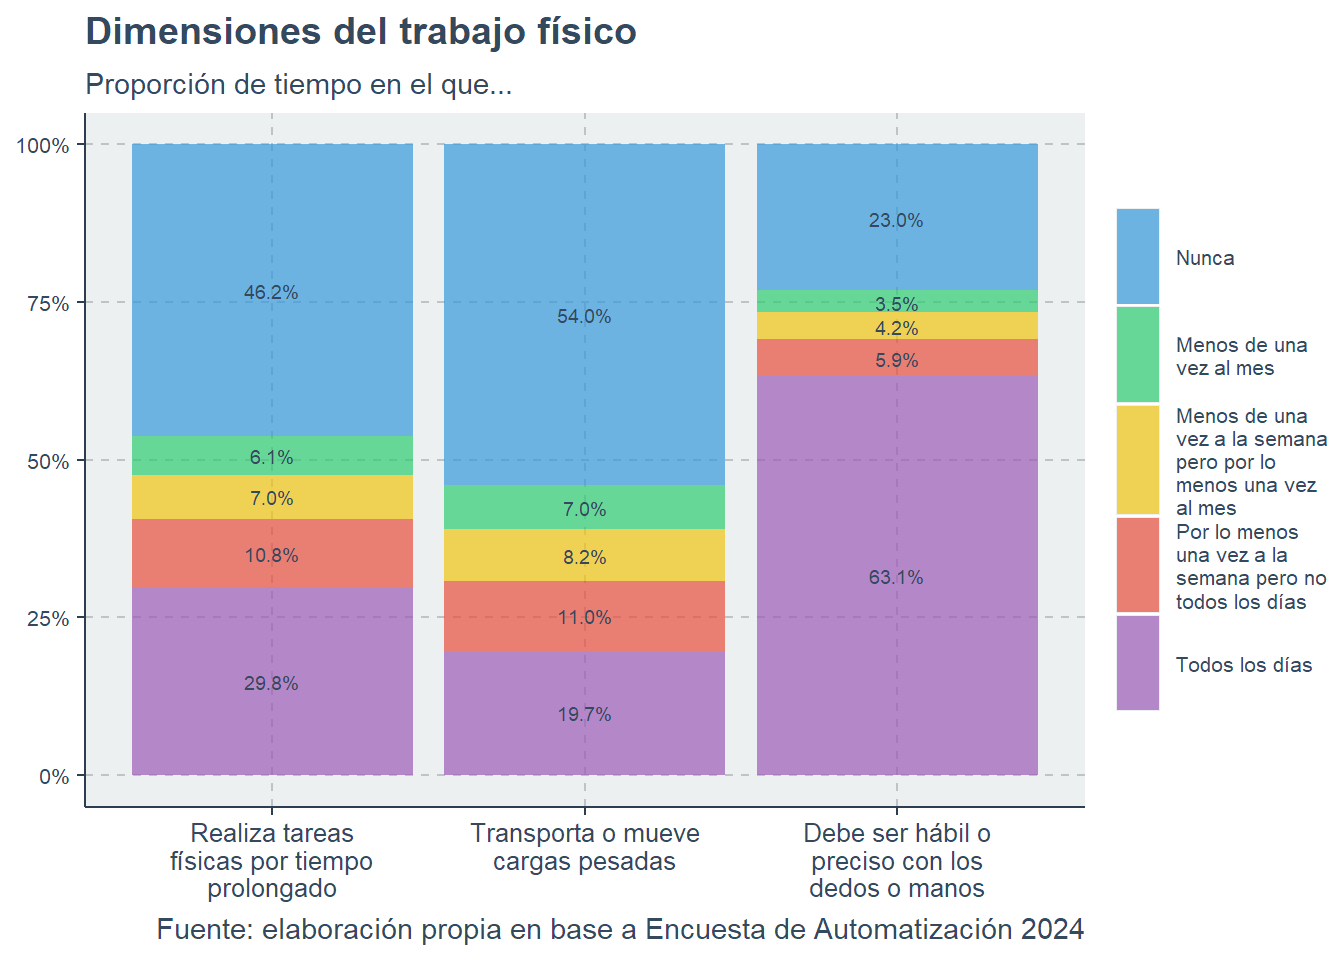 Dimensiones del trabajo físico
Proporción de tiempo en el que...
100%
75%
50%
25%
0%
46.2%
6.1%
7.0%
10.8%
29.8%
54.0%
7.0%
8.2%
11.0%
19.7%
23.0%
3.5%
4.2%
5.9%
63.1%
Realiza tareas
físicas por tiempo
prolongado
Transporta o mueve
cargas pesadas
Debe ser hábil o
preciso con los
dedos o manos
Nunca
Menos de una
vez al mes
Menos de una
vez a la semana
pero por lo
menos una vez
al mes
Por lo menos
una vez a la
semana pero no
todos los días
Todos los días
Fuente: elaboración propia en base a Encuesta de Automatización 2024